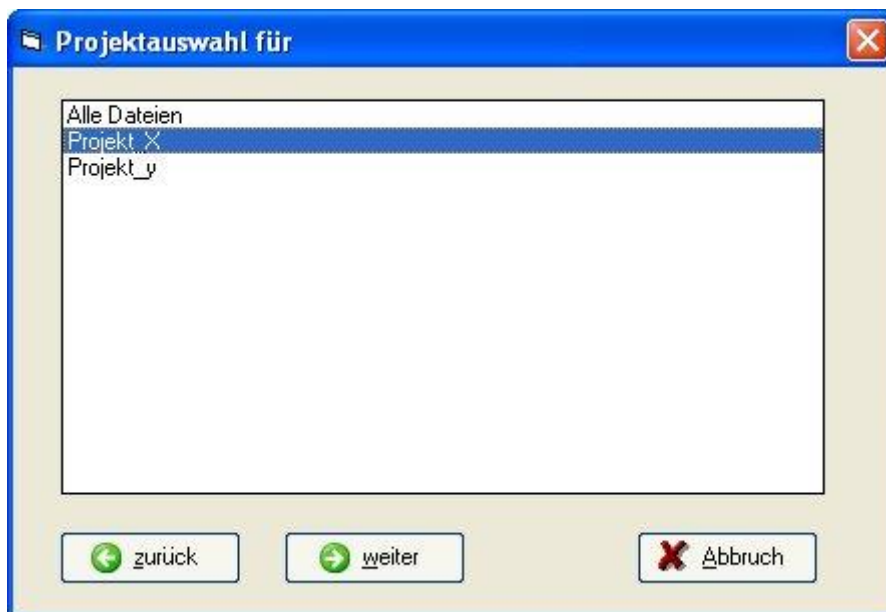 Projektauswahl für
Alle Dateien
Projekt_X
Projekt_y
zurück weiter Abbruch